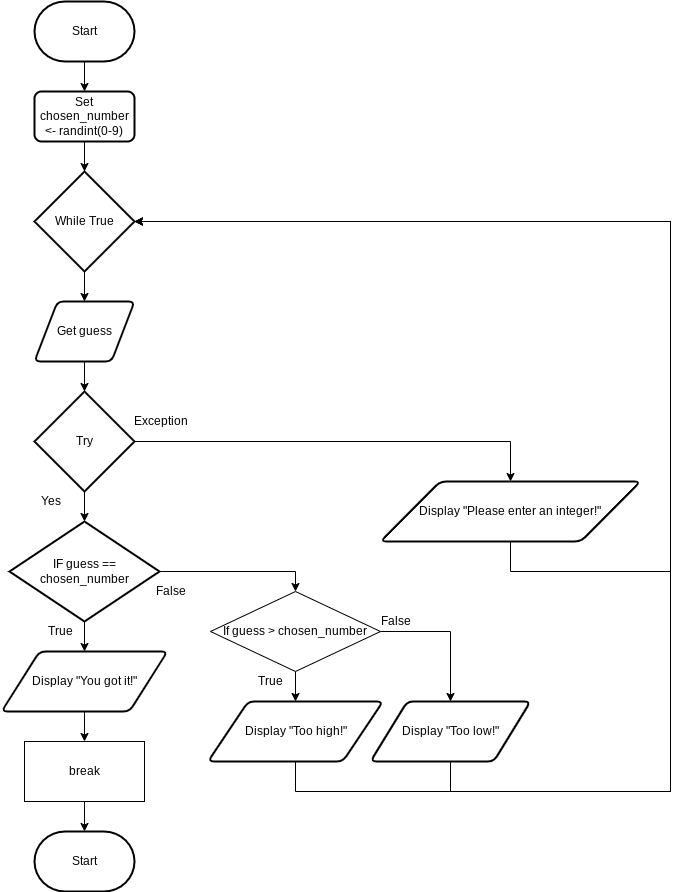 Start
Set
chosen_number
<- randint(0-9)
While True
Get guess
Try
Exception
Yes
Display "Please enter an integer!"
IF guess ==
chosen_number
False
True
If guess > chosen_number
False
True
Display "You got it!"
Display "Too high!"
Display "Too low!"
break
Start